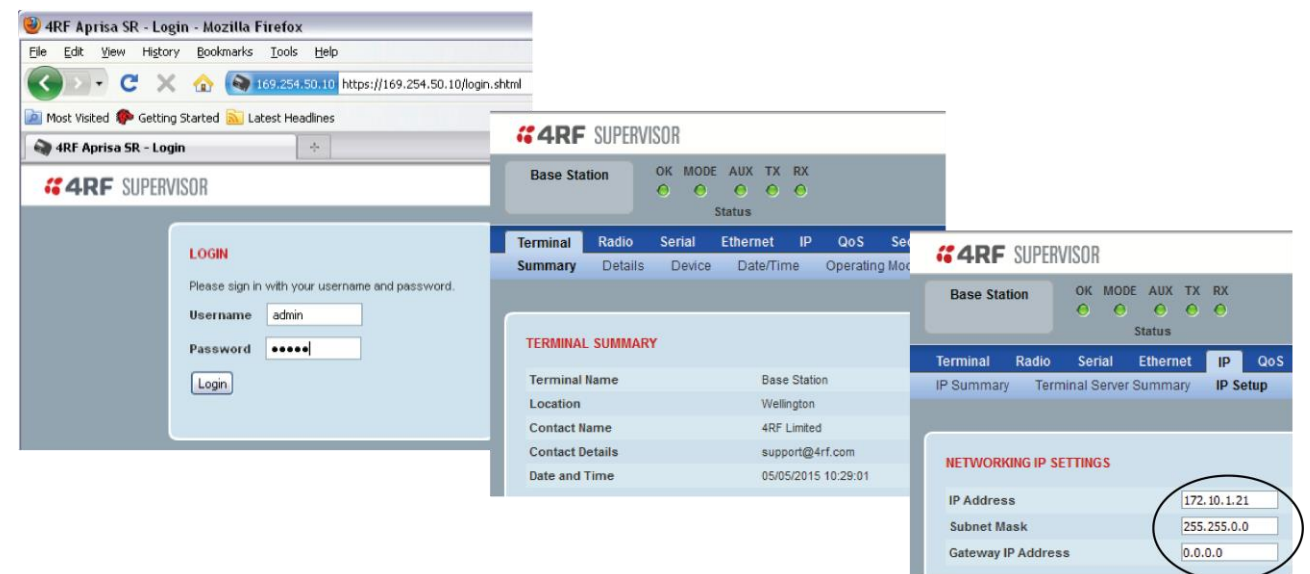 4RF Aprisa SR - Login - Mozilla Firefox
File Edit View History Bookmarks Tools Help
169.254.50.10 https://169.254.50.10/login.shtml
Most Visited Getting Started Latest Headlines
4RF Aprisa SR - Login
4RF SUPERVISOR
LOGIN
Please sign in with your username and password.
Username admin
Password •••••
Login
4RF SUPERVISOR
Base Station OK MODE AUX TX RX
Status
Terminal Radio Serial Ethernet IP QoS
Summary Details Device Date/Time Operating
TERMINAL SUMMARY
Terminal Name Base Station
Location Wellington
Contact Name 4RF Limited
Contact Details support@4rf.com
Date and Time 05/05/2015 10:29:01
4RF SUPERVISOR
Base Station OK MODE AUX TX RX
Status
Terminal Radio Serial Ethernet IP QoS
IP Summary Terminal Server Summary IP Setup
NETWORKING IP SETTINGS
IP Address 172.10.1.21
Subnet Mask 255.255.0.0
Gateway IP Address 0.0.0.0